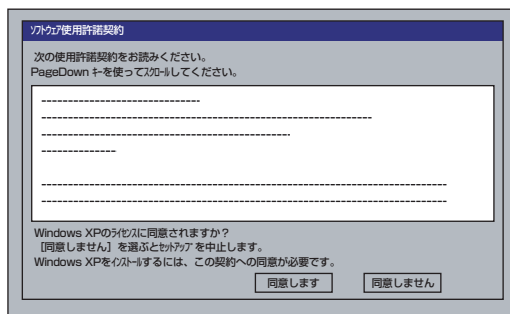 ソフトウェア使用許諾契約
次の使用許諾契約をお読みください。
PageDown キーを使ってスクロールしてください。
Windows XPのライセンスに同意されますか？
［同意しません］を選ぶとセットアップを中止します。
Windows XPをインストールするには、この契約への同意が必要です。
同意します 同意しません